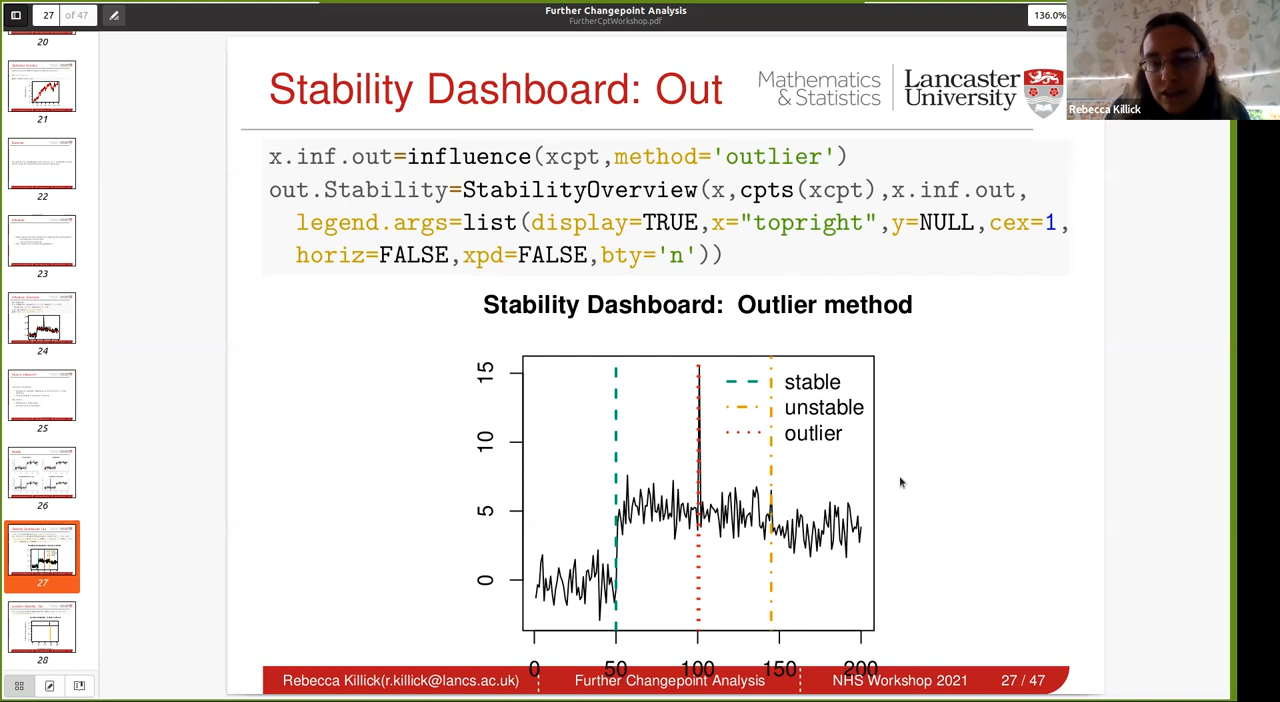 27
of 47
Further Changepoint Analysis
FurtherCptWorkshop.pdf
136.0%
Rebecca Killick
20
21
22
23
24
25
26
27
28
Stability Dashboard: Out
Mathematics
& Statistics
Lancaster
University
x.inf.out=influence(xcpt,method='outlier')
out.Stability=StabilityOverview(x,cpts(xcpt),x.inf.out,
legend.args=list(display=TRUE,x="topright",y=NULL,cex=1,
horiz=FALSE,xpd=FALSE,bty='n'))
Stability Dashboard: Outlier method
15
10
5
0
stable
unstable
outlier
0 50 100 150 200
Rebecca Killick(r.killick@lancs.ac.uk)
Further Changepoint Analysis
NHS Workshop 2021
27 / 47